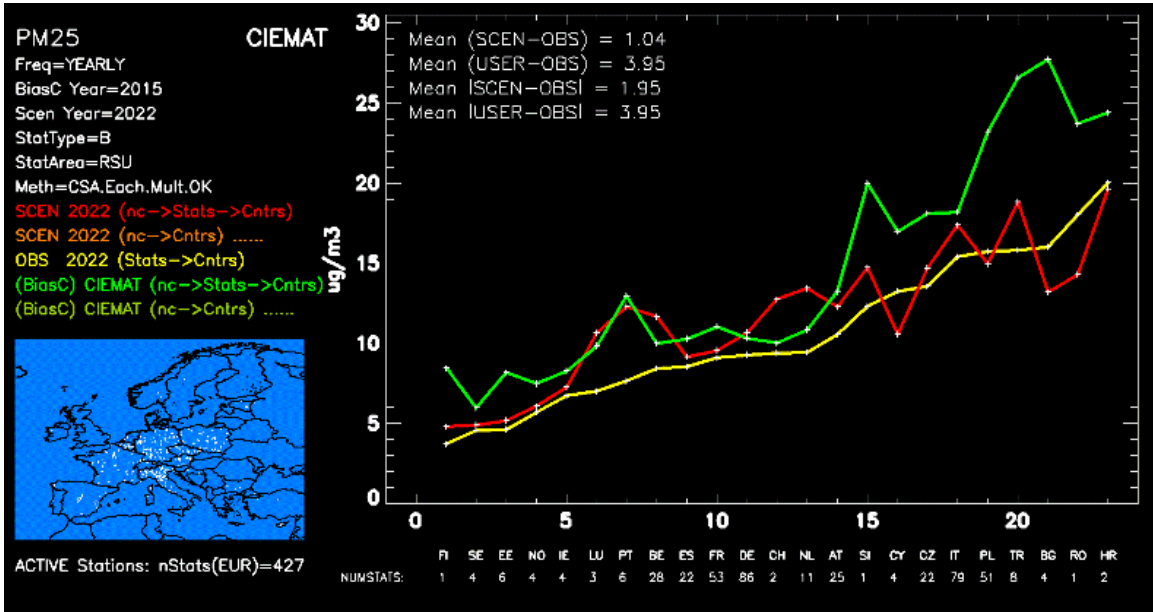 PM25 CIEMAT
Freq=YEARLY
BiasC Year=2015
Scen Year=2022
StatType=B
StatArea=RSU
Meth=CSA.Each.Mult.OK
SCEN 2022 (nc->Stats->Cntrs)
SCEN 2022 (nc->Cntrs) ......
OBS 2022 (Stats->Cntrs)
(BiasC) CIEMAT (nc->Stats->Cntrs)
(BiasC) CIEMAT (nc->Cntrs) ......
ACTIVE Stations: nStats(EUR)=427
Mean (SCEN-OBS) = 1.04
Mean (USER-OBS) = 3.95
Mean |SCEN-OBS| = 1.95
Mean |USER-OBS| = 3.95
ug/m3
30
25
20
15
10
5
0
0 5 10 15 20
FI SE EE NO IE LU PT BE ES FR DE CH NL AT SI CY CZ IT PL TR BG RO HR
NUMSTATS: 1 4 6 4 4 3 6 28 22 53 86 2 11 25 1 4 22 79 51 8 4 1 2